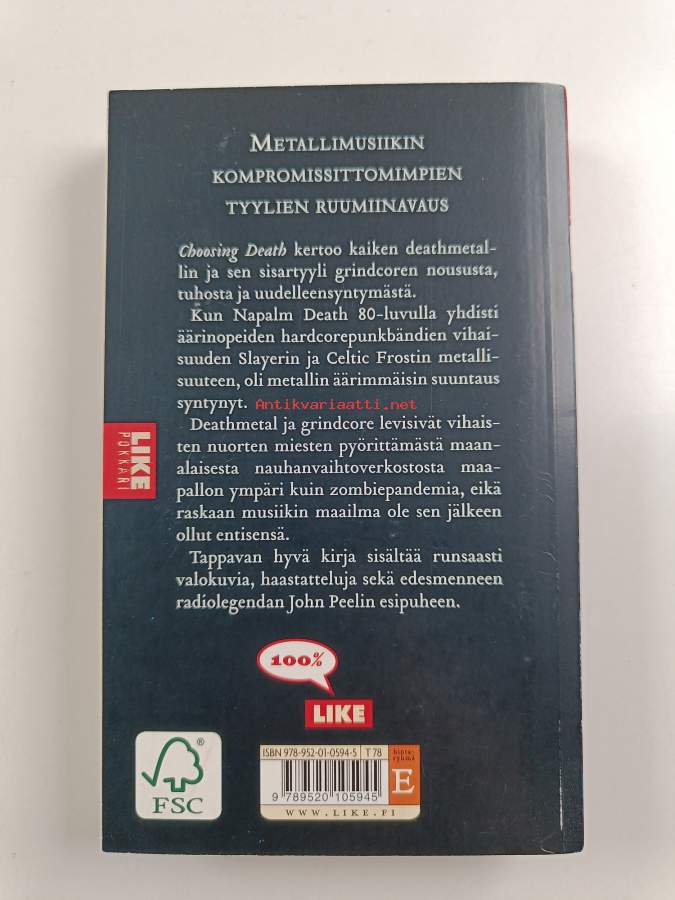 METALLIMUSIIKIN
KOMPROMISSITTOMIMPIEN
TYYLIEN RUUMIINAVAUS
Choosing Death kertoo kaiken deathmetal-
lin ja sen sisartyyli grindcoren noususta,
tuhosta ja uudelleensyntymästä.
Kun Napalm Death 80-luvulla yhdisti
äärinopeiden hardcorepunkbändien vihai-
suuden Slayerin ja Celtic Frostin metalli-
suuteen, oli metallin äärimmäisin suuntaus
syntynyt.
Antikvariaatti.net
Deathmetal ja grindcore levisivät vihais-
ten nuorten miesten pyörittämästä maan-
alaisesta nauhanvaihtoverkostosta maa-
pallon ympäri kuin zombiepandemia, eikä
raskaan musiikin maailma ole sen jälkeen
ollut entisensä.
Tappavan hyvä kirja sisältää runsaasti
valokuvia, haastatteluja sekä edesmenneen
radiolegendan John Peelin esipuheen.
LIKE
POKKARI
100%
LIKE
® FSC
ISBN 978-952-01-0594-5 T 78
9 789520 105945
WWW.LIKE.FI
hinta-
ryhmä
E